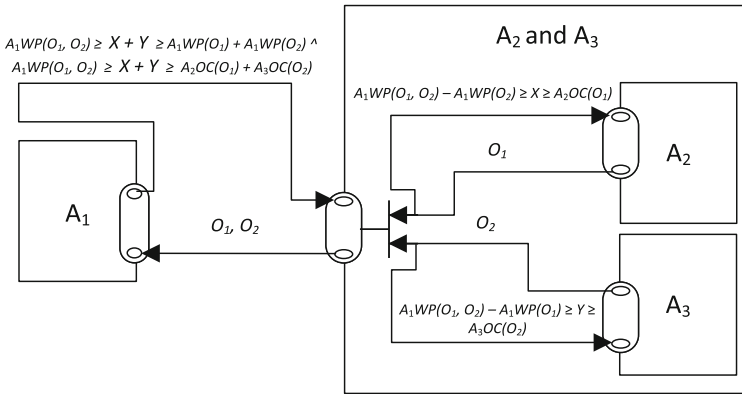 A₁WP(O₁, O₂) ≥ X + Y ≥ A₁WP(O₁) + A₁WP(O₂) ^
A₁WP(O₁, O₂) ≥ X + Y ≥ A₂OC(O₁) + A₃OC(O₂)
A₂ and A₃
A₁WP(O₁, O₂) – A₁WP(O₂) ≥ X ≥ A₂OC(O₁)
O₁
A₂
A₁
O₁, O₂
O₂
A₁WP(O₁, O₂) – A₁WP(O₁) ≥ Y ≥
A₃OC(O₂)
A₃